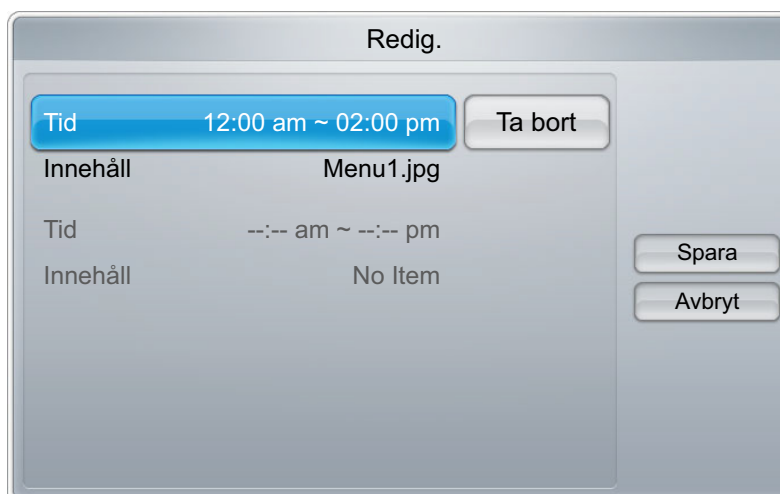 Redig.
Tid 12:00 am ~ 02:00 pm Ta bort
Innehåll Menu1.jpg
Tid --:-- am ~ --:-- pm
Innehåll No Item
Spara
Avbryt